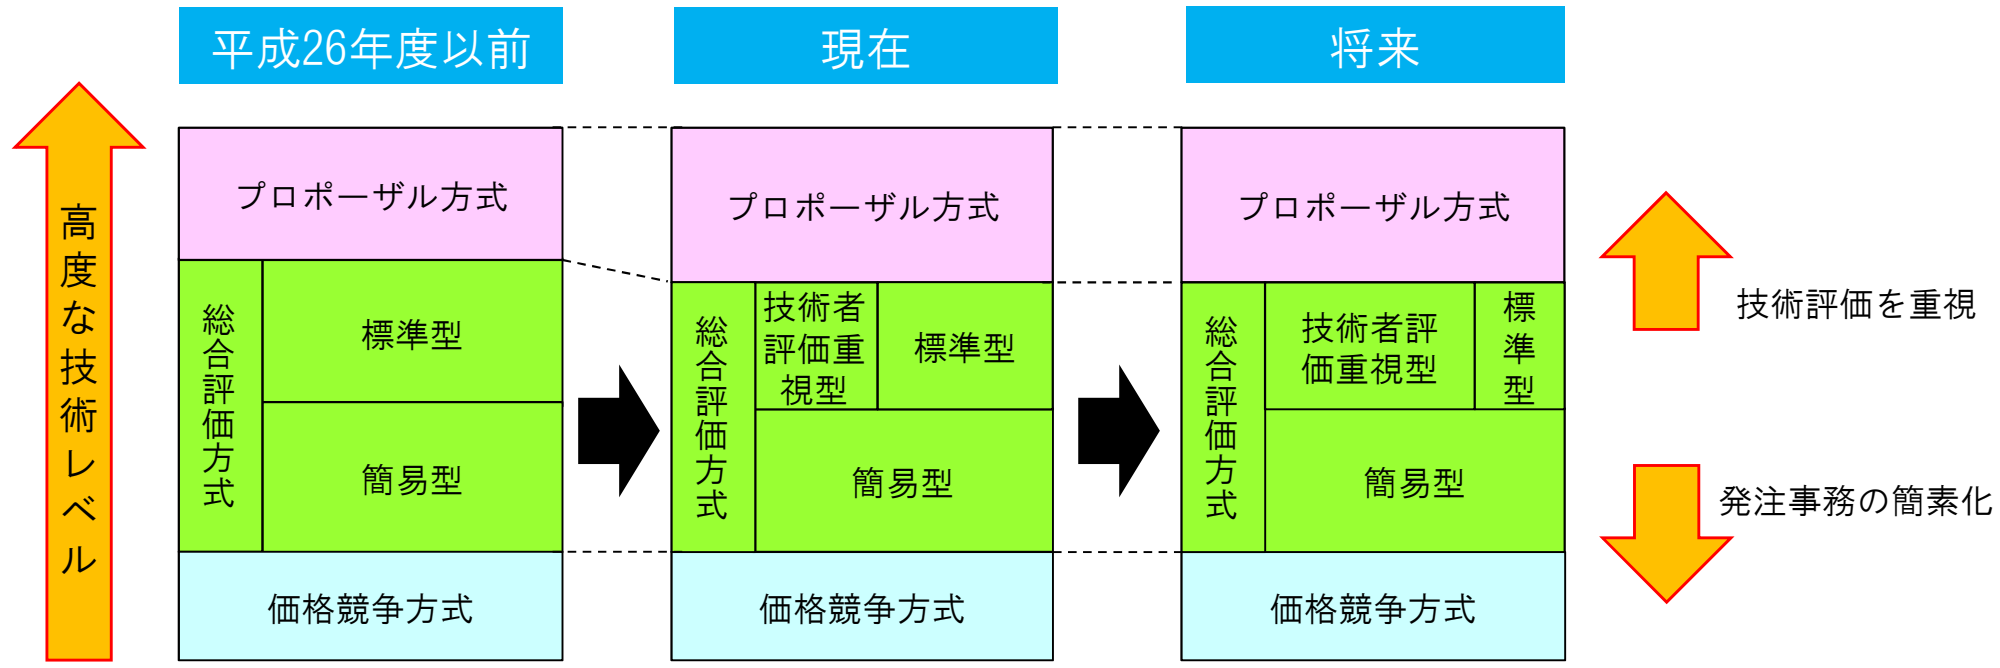 平成26年度以前
現在
将来
高度な技術レベル
プロポーザル方式
総合評価方式
標準型
簡易型
価格競争方式
プロポーザル方式
総合評価方式
技術者
評価重
視型
標準型
簡易型
価格競争方式
プロポーザル方式
総合評価方式
技術者評
価重視型
標準型
簡易型
価格競争方式
技術評価を重視
発注事務の簡素化